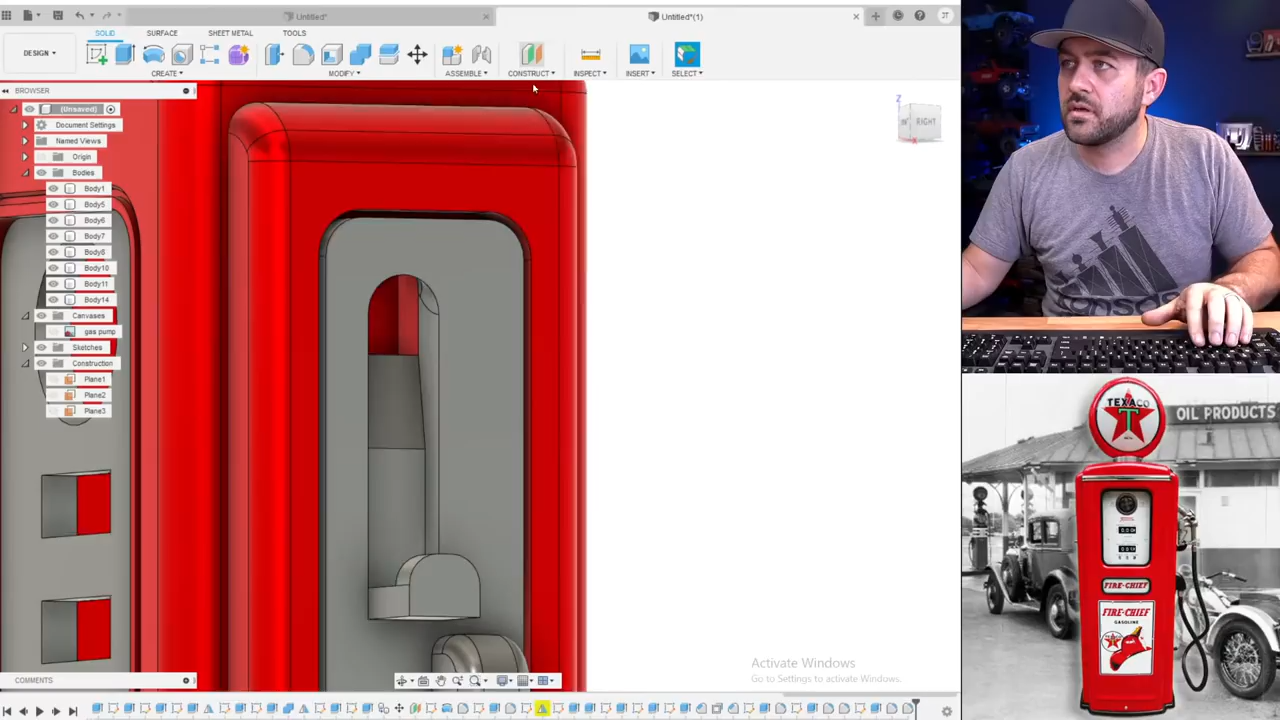 Untitled*
Untitled*(1)
JT
SOLID
SURFACE
SHEET METAL
TOOLS
DESIGN
CREATE
MODIFY
ASSEMBLE
CONSTRUCT
INSPECT
INSERT
SELECT
BROWSER
(Unsaved)
Document Settings
Named Views
Origin
Bodies
Body1
Body5
Body6
Body7
Body8
Body10
Body11
Body14
Canvases
gas pump
Sketches
Construction
Plane1
Plane2
Plane3
Z
RIGHT
X
TEXACO
T
OIL PRODUCTS
FIRE-CHIEF
FIRE-CHIEF
GASOLINE
Activate Windows
Go to Settings to activate Windows.
COMMENTS